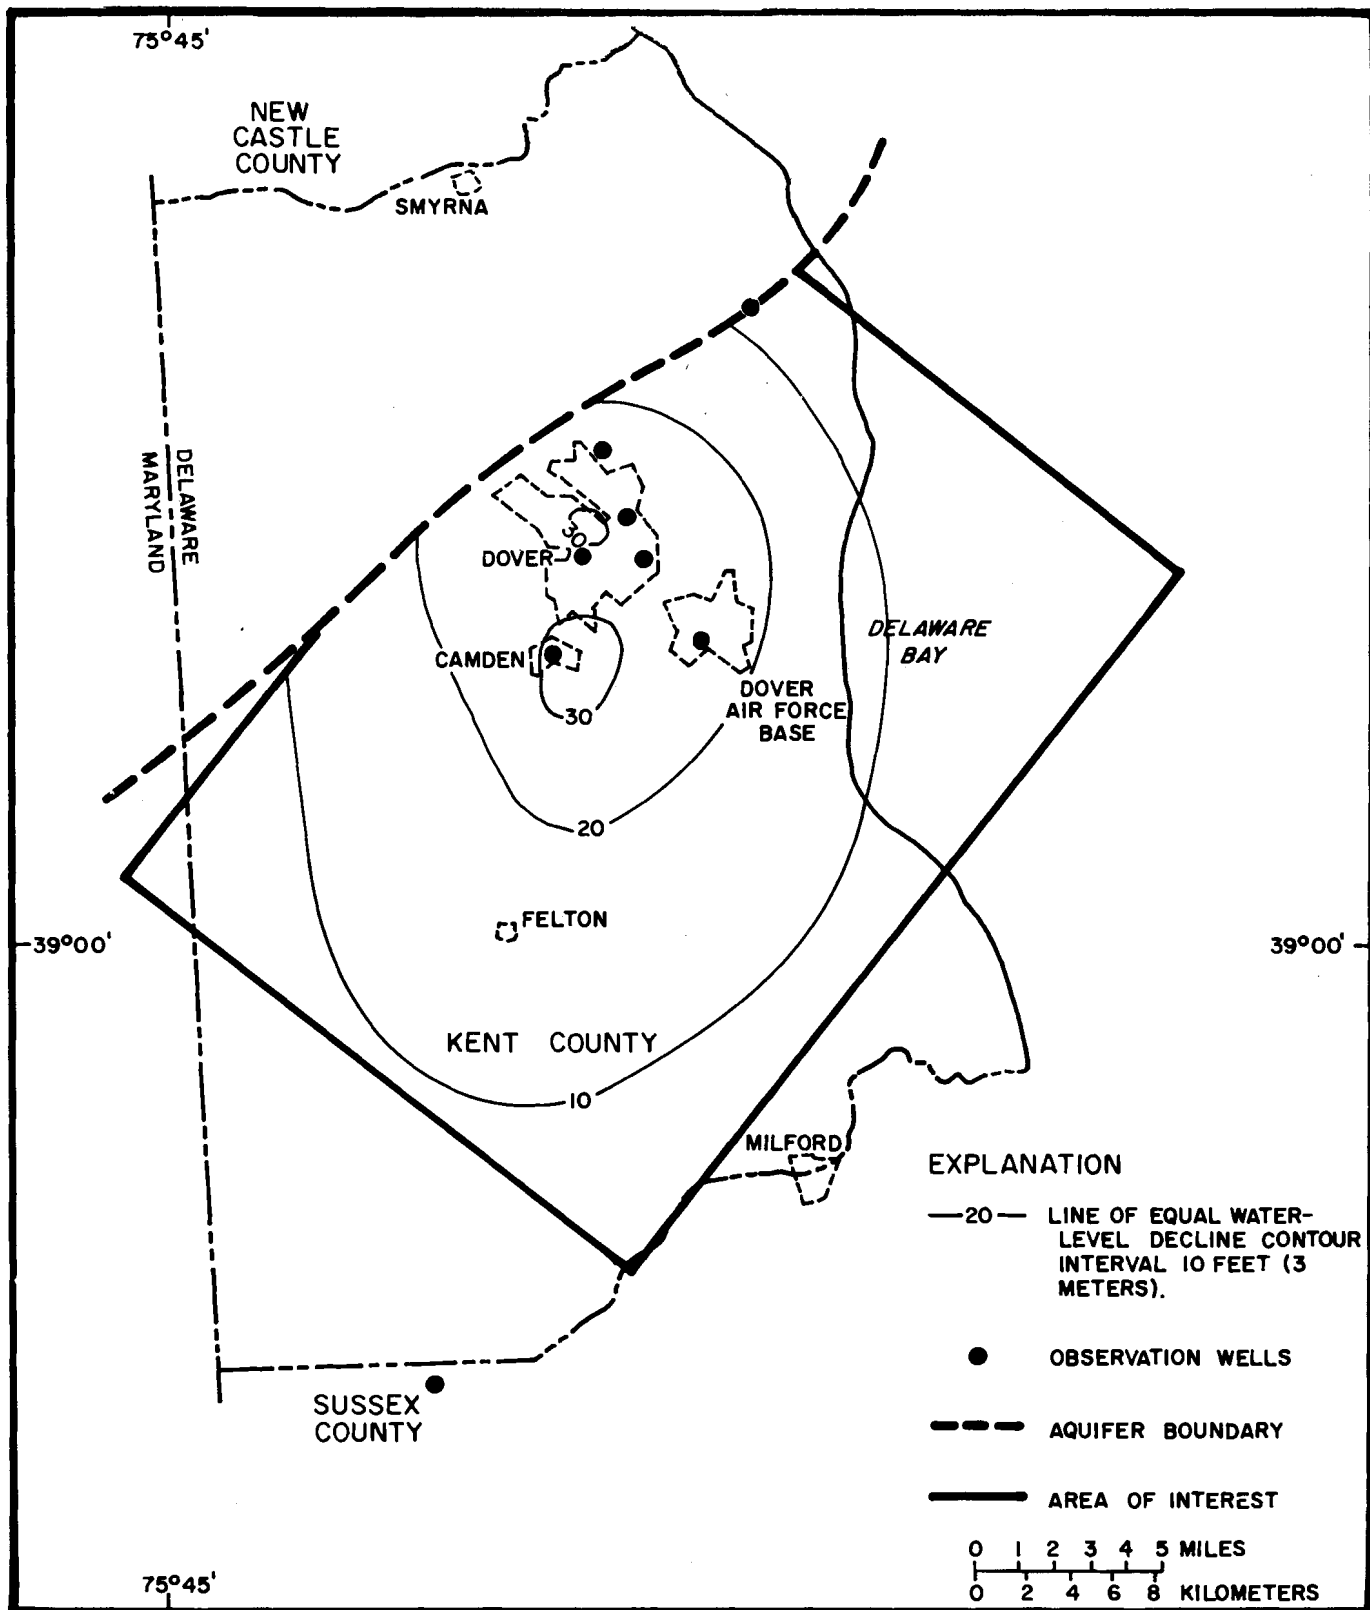 75°45'
NEW
CASTLE
COUNTY
SMYRNA
DELAWARE
MARYLAND
30
DOVER
CAMDEN
30
DELAWARE
BAY
DOVER
AIR FORCE
BASE
20
FELTON
39°00'
39°00'
KENT COUNTY
10
MILFORD
EXPLANATION
20
LINE OF EQUAL WATER-
LEVEL DECLINE CONTOUR
INTERVAL 10 FEET (3
METERS).
OBSERVATION WELLS
SUSSEX
COUNTY
AQUIFER BOUNDARY
AREA OF INTEREST
0 1 2 3 4 5 MILES
0 2 4 6 8 KILOMETERS
75°45'